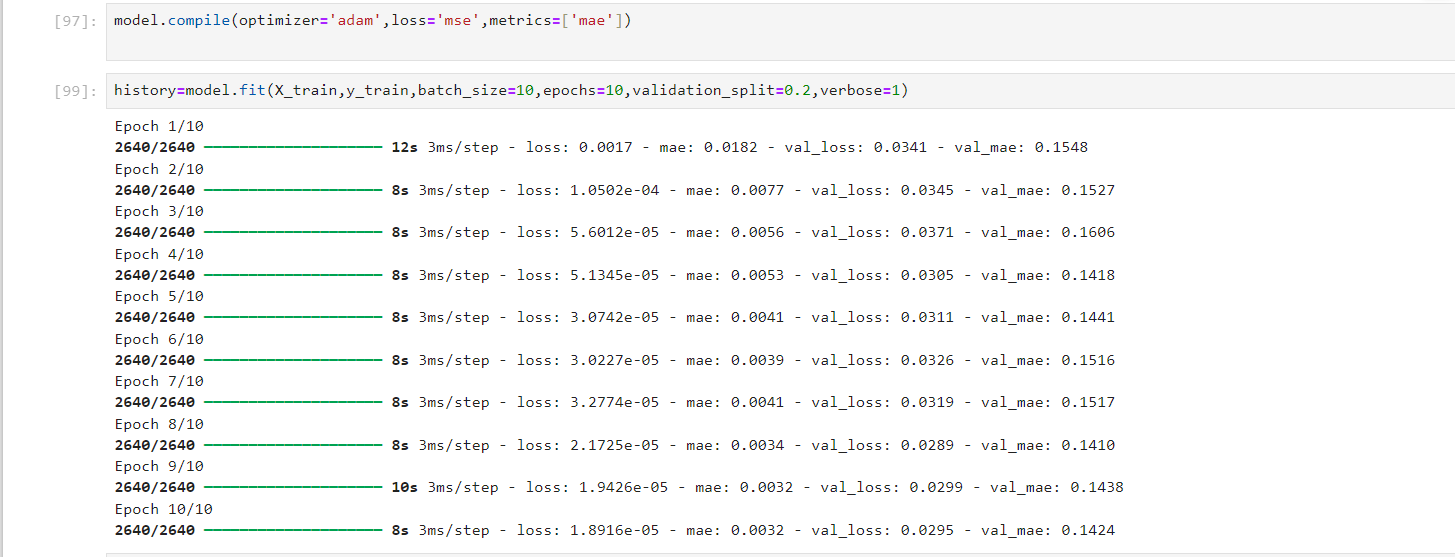 [97]: model.compile(optimizer='adam',loss='mse',metrics=['mae'])
[99]: history=model.fit(X_train,y_train,batch_size=10,epochs=10,validation_split=0.2,verbose=1)
Epoch 1/10
2640/2640 ━━━━━━━━━━━━━━━━━━━━ 12s 3ms/step - loss: 0.0017 - mae: 0.0182 - val_loss: 0.0341 - val_mae: 0.1548
Epoch 2/10
2640/2640 ━━━━━━━━━━━━━━━━━━━━ 8s 3ms/step - loss: 1.0502e-04 - mae: 0.0077 - val_loss: 0.0345 - val_mae: 0.1527
Epoch 3/10
2640/2640 ━━━━━━━━━━━━━━━━━━━━ 8s 3ms/step - loss: 5.6012e-05 - mae: 0.0056 - val_loss: 0.0371 - val_mae: 0.1606
Epoch 4/10
2640/2640 ━━━━━━━━━━━━━━━━━━━━ 8s 3ms/step - loss: 5.1345e-05 - mae: 0.0053 - val_loss: 0.0305 - val_mae: 0.1418
Epoch 5/10
2640/2640 ━━━━━━━━━━━━━━━━━━━━ 8s 3ms/step - loss: 3.0742e-05 - mae: 0.0041 - val_loss: 0.0311 - val_mae: 0.1441
Epoch 6/10
2640/2640 ━━━━━━━━━━━━━━━━━━━━ 8s 3ms/step - loss: 3.0227e-05 - mae: 0.0039 - val_loss: 0.0326 - val_mae: 0.1516
Epoch 7/10
2640/2640 ━━━━━━━━━━━━━━━━━━━━ 8s 3ms/step - loss: 3.2774e-05 - mae: 0.0041 - val_loss: 0.0319 - val_mae: 0.1517
Epoch 8/10
2640/2640 ━━━━━━━━━━━━━━━━━━━━ 8s 3ms/step - loss: 2.1725e-05 - mae: 0.0034 - val_loss: 0.0289 - val_mae: 0.1410
Epoch 9/10
2640/2640 ━━━━━━━━━━━━━━━━━━━━ 10s 3ms/step - loss: 1.9426e-05 - mae: 0.0032 - val_loss: 0.0299 - val_mae: 0.1438
Epoch 10/10
2640/2640 ━━━━━━━━━━━━━━━━━━━━ 8s 3ms/step - loss: 1.8916e-05 - mae: 0.0032 - val_loss: 0.0295 - val_mae: 0.1424